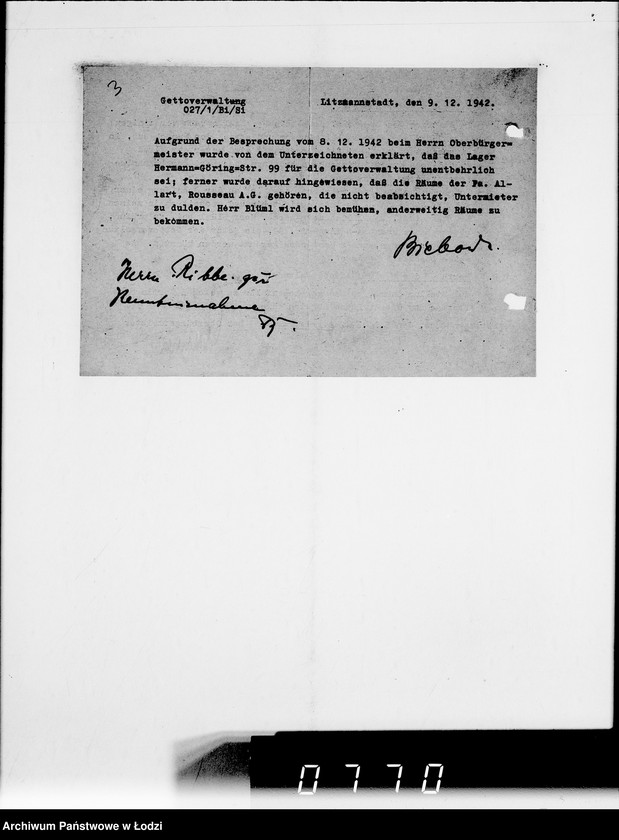 3
Gettoverwaltung
027/1/Bi/Si
Litzmannstadt, den 9. 12. 1942.
Aufgrund der Besprechung vom 8. 12. 1942 beim Herrn Oberbürger=
meister wurde von dem Unterzeichneten erklärt, daß das Lager
Hermann=Göring=Str. 99 für die Gettoverwaltung unentbehrlich
sei; ferner wurde darauf hingewiesen, daß die Räume der Fa. Al-
lart, Rousseau A.G. gehören, die nicht beabsichtigt, Untermieter
zu dulden. Herr Blüml wird sich bemühen, anderweitig Räume zu
bekommen.
Biebow
Herrn Ribbe. zur
Kenntnisnahme
0770
Archiwum Państwowe w Łodzi